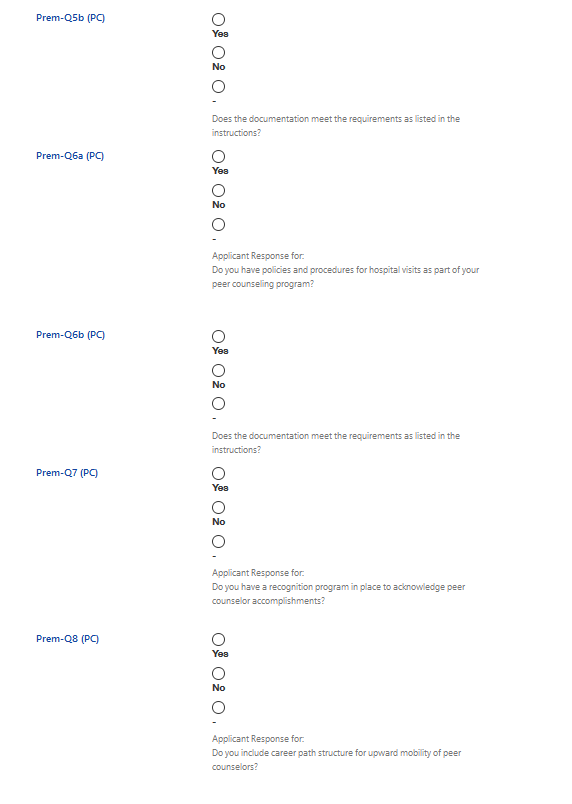 Prem-Q5b (PC)
Yes
No
-
Does the documentation meet the requirements as listed in the
instructions?
Prem-Q6a (PC)
Yes
No
-
Applicant Response for:
Do you have policies and procedures for hospital visits as part of your
peer counseling program?
Prem-Q6b (PC)
Yes
No
-
Does the documentation meet the requirements as listed in the
instructions?
Prem-Q7 (PC)
Yes
No
-
Applicant Response for:
Do you have a recognition program in place to acknowledge peer
counselor accomplishments?
Prem-Q8 (PC)
Yes
No
-
Applicant Response for:
Do you include career path structure for upward mobility of peer
counselors?